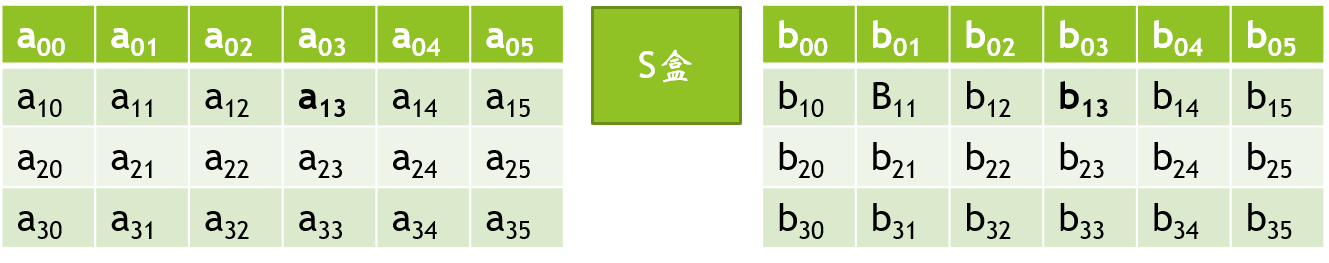 a00 a01 a02 a03 a04 a05
a10 a11 a12 a13 a14 a15
a20 a21 a22 a23 a24 a25
a30 a31 a32 a33 a34 a35
S盒
b00 b01 b02 b03 b04 b05
b10 B11 b12 b13 b14 b15
b20 b21 b22 b23 b24 b25
b30 b31 b32 b33 b34 b35